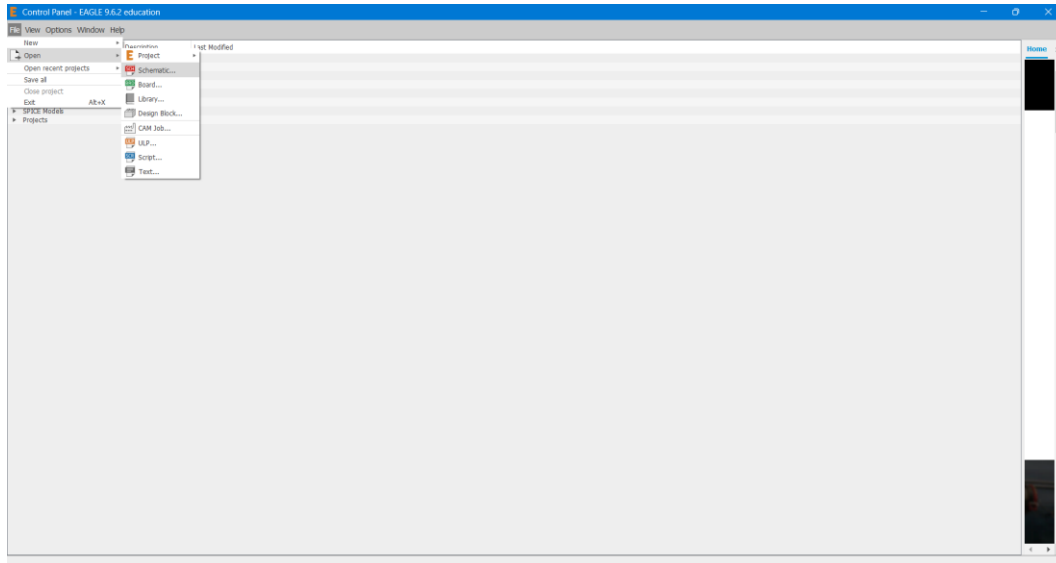 Control Panel - EAGLE 9.6.2 education
File View Options Window Help
Description Last Modified
Home
New
Open
Open recent projects
Save all
Close project
Exit Alt+X
SPICE Models
Projects
Project
Schematic...
Board...
Library...
Design Block...
CAM Job...
ULP...
Script...
Text...